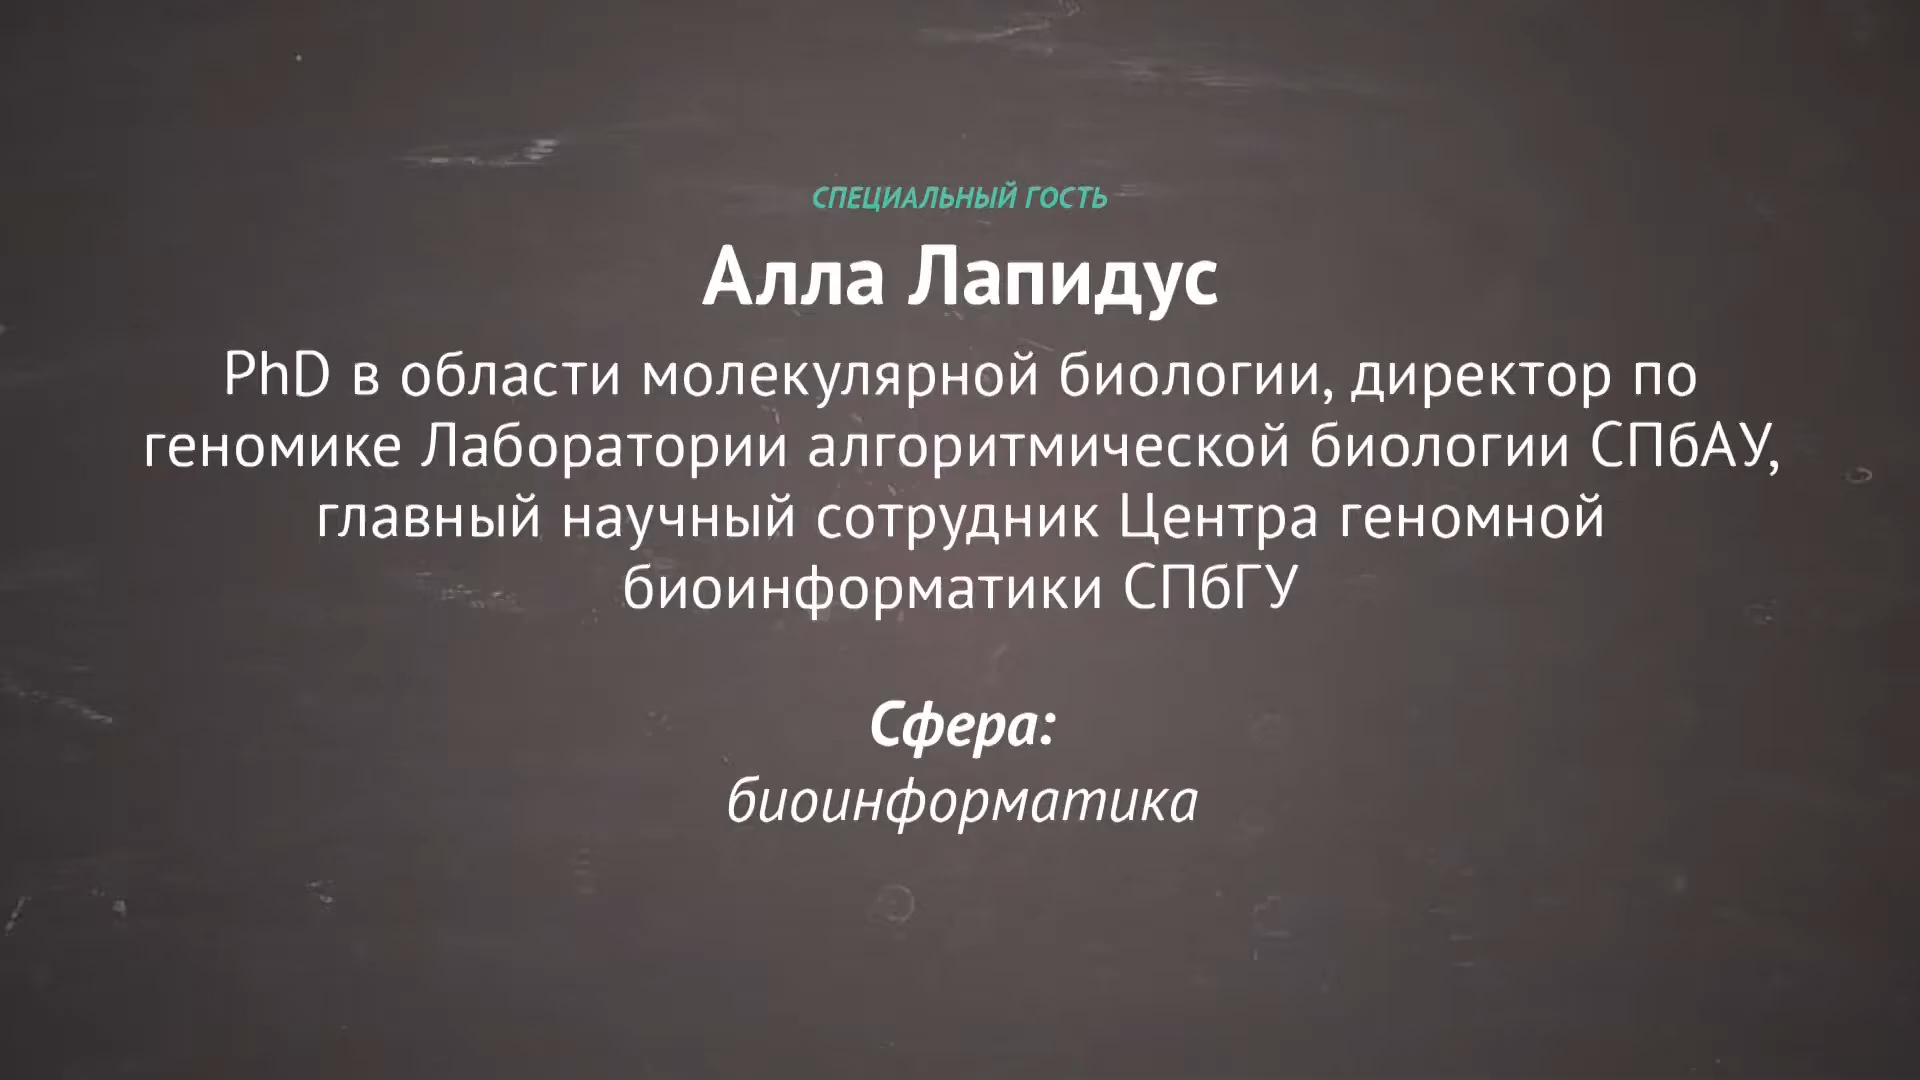 СПЕЦИАЛЬНЫЙ ГОСТЬ
Алла Лапидус
PhD в области молекулярной биологии, директор по
геномике Лаборатории алгоритмической биологии СПбАУ,
главный научный сотрудник Центра геномной
биоинформатики СПбГУ
Сфера:
биоинформатика